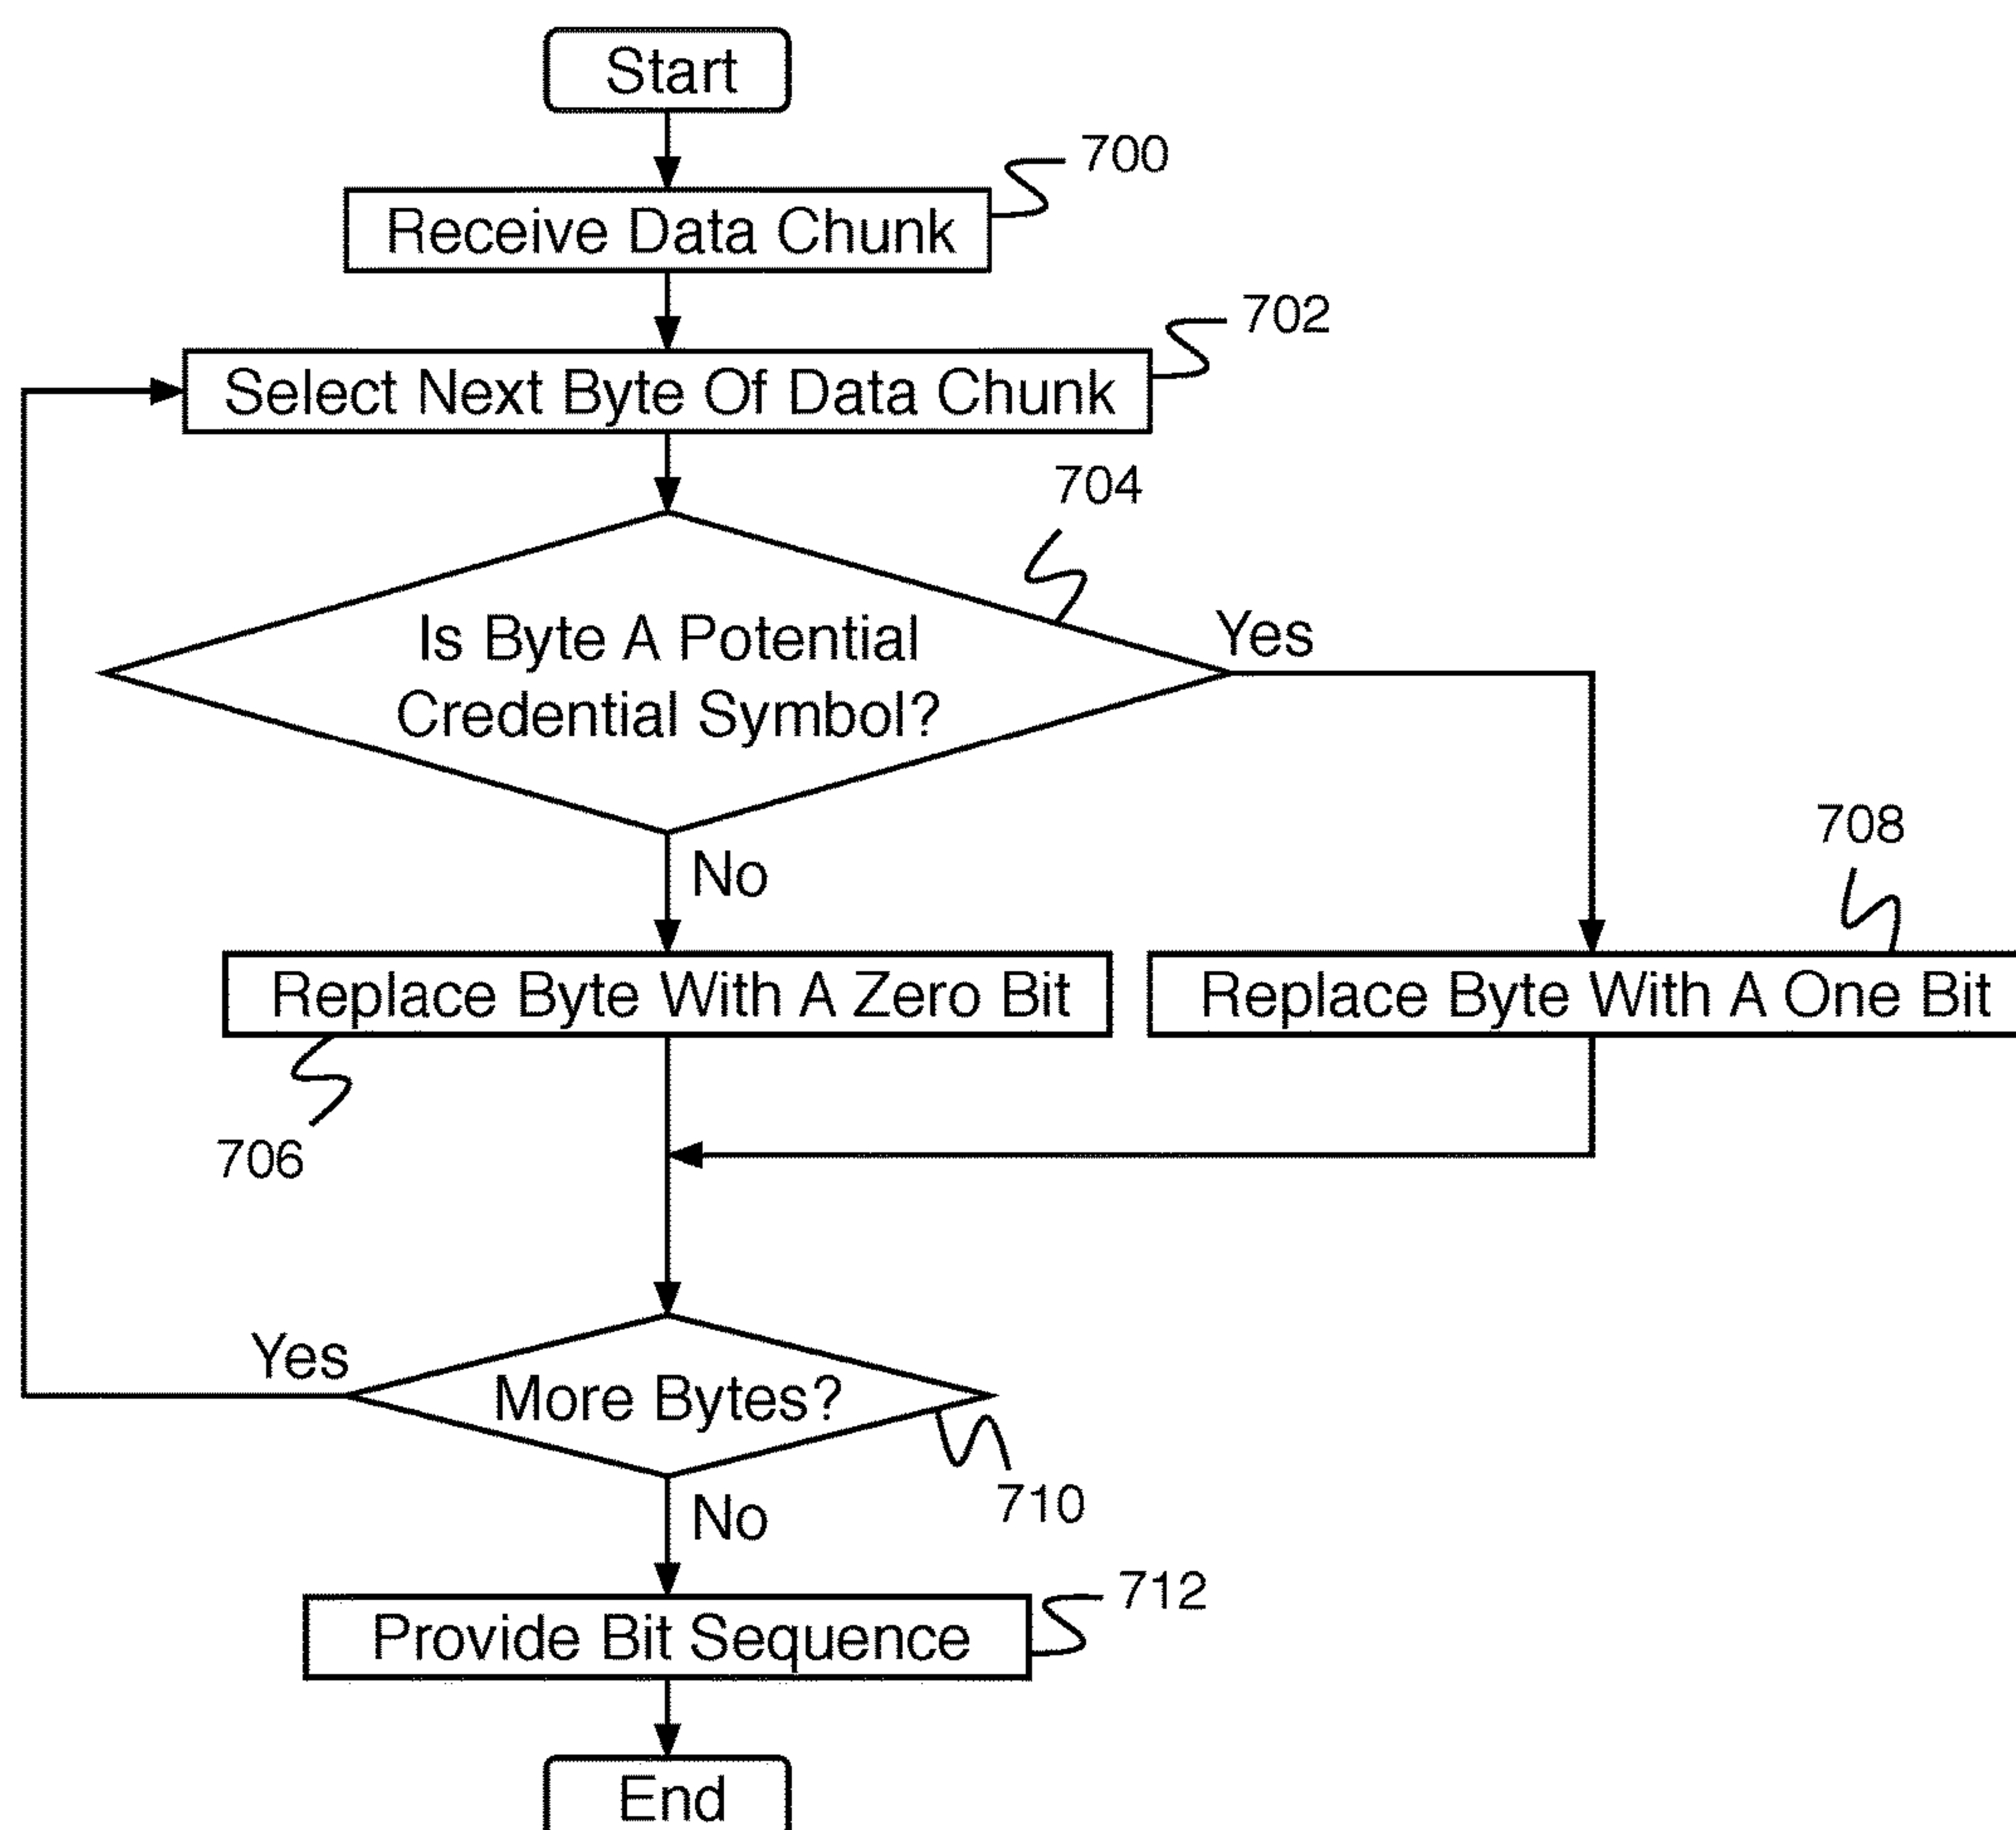 Start
700
Receive Data Chunk
702
Select Next Byte Of Data Chunk
704
Is Byte A Potential
Credential Symbol?
Yes
No
708
Replace Byte With A Zero Bit
Replace Byte With A One Bit
706
Yes
More Bytes?
710
No
712
Provide Bit Sequence
End